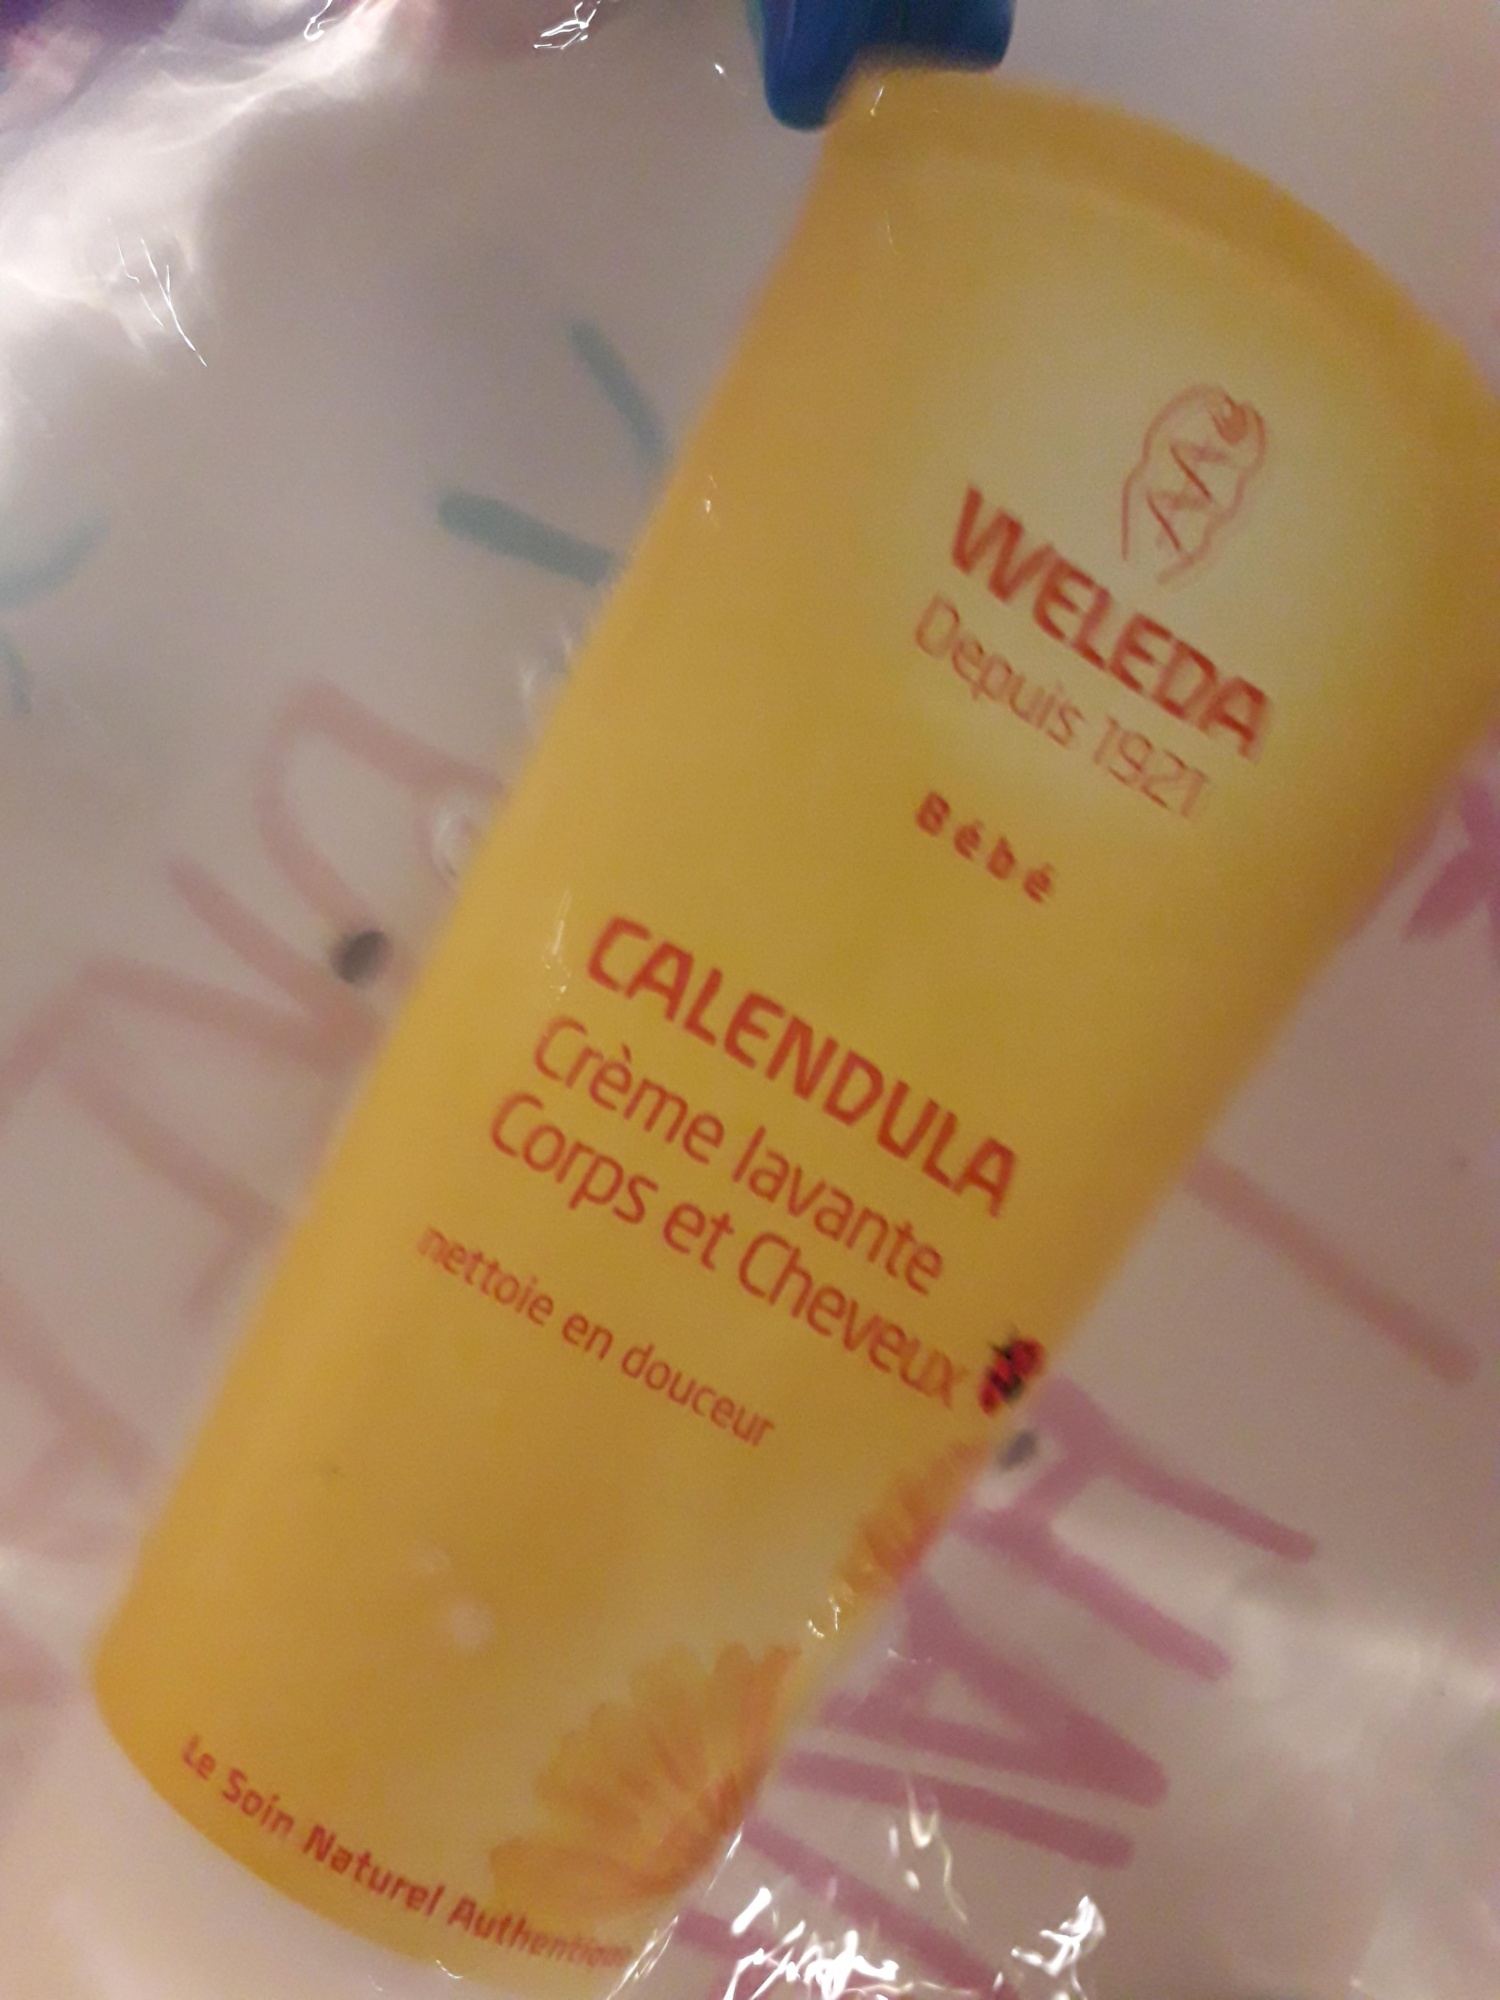 WELEDA
Depuis 1921
Bébé
CALENDULA
Crème lavante
Corps et Cheveux
nettoie en douceur
Le Soin Naturel Authentique